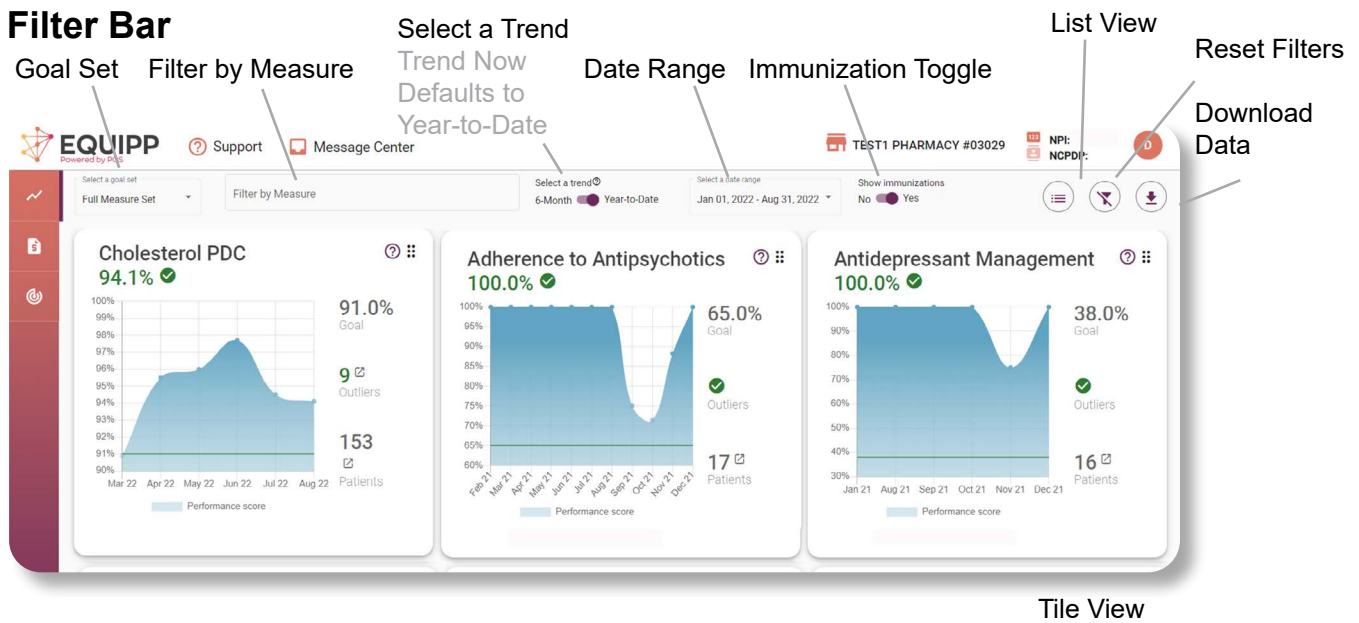 Filter Bar
Goal Set
Filter by Measure
Select a Trend
Trend Now
Defaults to
Year-to-Date
Date Range
Immunization Toggle
List View
Reset Filters
Download
Data
EQUIPP
Powered by PQS
Support
Message Center
TEST1 PHARMACY #03029
123
NPI:
NCPDP:
D
Select a goal set
Full Measure Set
Filter by Measure
Select a trend
6-Month
Year-to-Date
Select a date range
Jan 01, 2022 - Aug 31, 2022
Show immunizations
No
Yes
Cholesterol PDC
94.1%
100%
99%
98%
97%
96%
95%
94%
93%
92%
91%
90%
Mar 22 Apr 22 May 22 Jun 22 Jul 22 Aug 22
Performance score
91.0%
Goal
9
Outliers
153
Patients
Adherence to Antipsychotics
100.0%
100%
95%
90%
85%
80%
75%
70%
65%
60%
Feb 21 Mar 21 Apr 21 May 21 Jun 21 Jul 21 Aug 21 Sep 21 Oct 21 Nov 21 Dec 21
Performance score
65.0%
Goal
Outliers
17
Patients
Antidepressant Management
100.0%
100%
90%
80%
70%
60%
50%
40%
30%
Jan 21 Aug 21 Sep 21 Oct 21 Nov 21 Dec 21
Performance score
38.0%
Goal
Outliers
16
Patients
Tile View